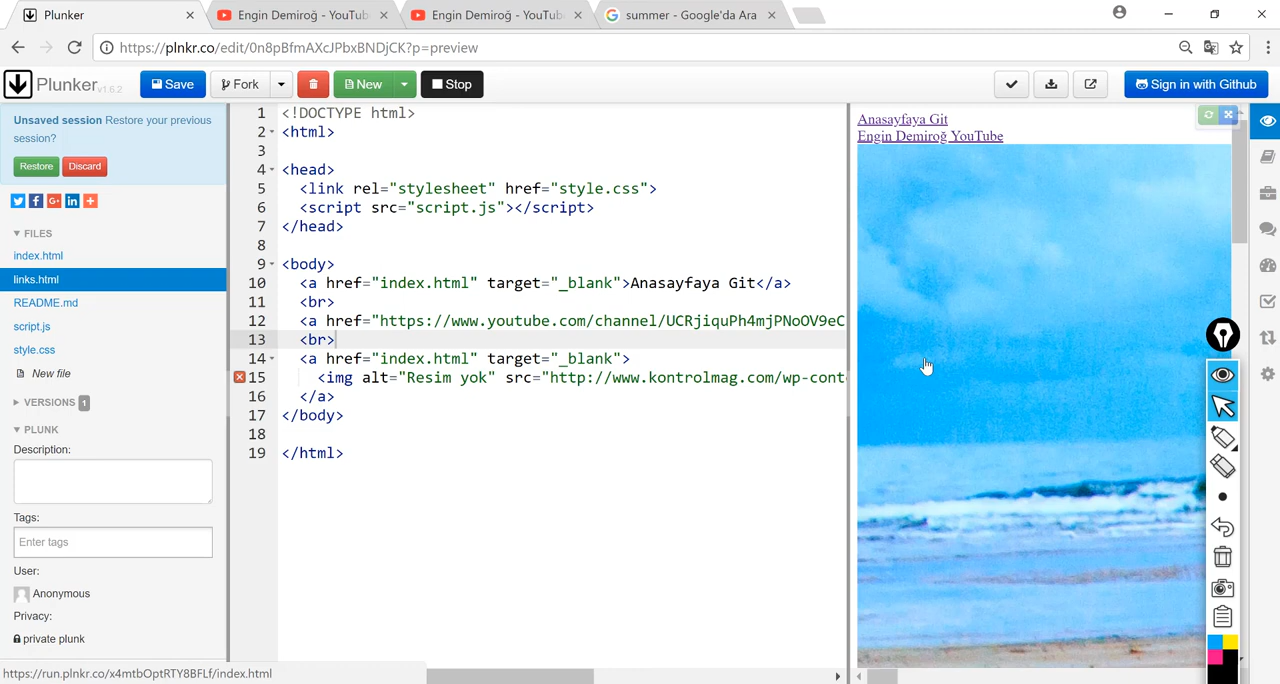 Plunker
Engin Demiroğ - YouTub
Engin Demiroğ - YouTub
summer - Google'da Ara
https://plnkr.co/edit/0n8pBfmAXcJPbxBNDjCK?p=preview
Plunker v1.6.2
Save
Fork
New
Stop
Sign in with Github
Unsaved session Restore your previous
session?
Restore
Discard
FILES
index.html
links.html
README.md
script.js
style.css
New file
VERSIONS 1
PLUNK
Description:
Tags:
Enter tags
User:
Anonymous
Privacy:
private plunk
1 <!DOCTYPE html>
2 <html>
3
4 <head>
5 <link rel="stylesheet" href="style.css">
6 <script src="script.js"></script>
7 </head>
8
9 <body>
10 <a href="index.html" target="_blank">Anasayfaya Git</a>
11 <br>
12 <a href="https://www.youtube.com/channel/UCRjiquPh4mjPNoOV9eC
13 <br>
14 <a href="index.html" target="_blank">
15 <img alt="Resim yok" src="http://www.kontrolmag.com/wp-cont
16 </a>
17 </body>
18
19 </html>
Anasayfaya Git
Engin Demiroğ YouTube
https://run.plnkr.co/x4mtbOptRTY8BFLf/index.html